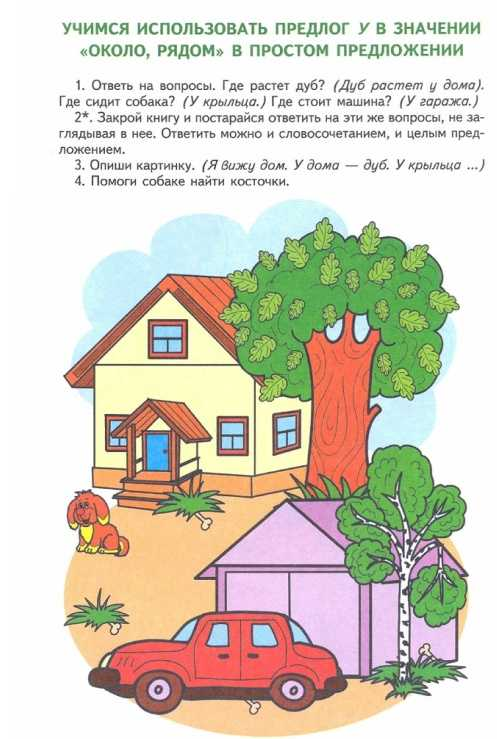 УЧИМСЯ ИСПОЛЬЗОВАТЬ ПРЕДЛОГ У В ЗНАЧЕНИИ
«ОКОЛО, РЯДОМ» В ПРОСТОМ ПРЕДЛОЖЕНИИ
1. Ответь на вопросы. Где растет дуб? (Дуб растет у дома).
Где сидит собака? (У крыльца.) Где стоит машина? (У гаража.)
2*. Закрой книгу и постарайся ответить на эти же вопросы, не за-
глядывая в нее. Ответить можно и словосочетанием, и целым пред-
ложением.
3. Опиши картинку. (Я вижу дом. У дома — дуб. У крыльца ...)
4. Помоги собаке найти косточки.